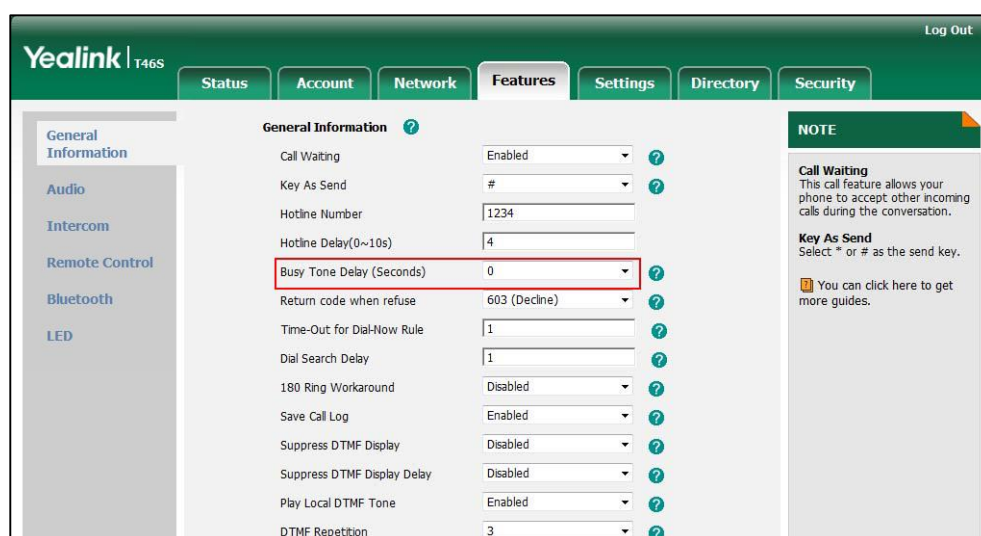 Log Out
Yealink | T46S
Status Account Network Features Settings Directory Security
General
Information
Audio
Intercom
Remote Control
Bluetooth
LED
General Information ?
Call Waiting Enabled ?
Key As Send # ?
Hotline Number 1234
Hotline Delay(0~10s) 4
Busy Tone Delay (Seconds) 0 ?
Return code when refuse 603 (Decline) ?
Time-Out for Dial-Now Rule 1 ?
Dial Search Delay 1 ?
180 Ring Workaround Disabled ?
Save Call Log Enabled ?
Suppress DTMF Display Disabled ?
Suppress DTMF Display Delay Disabled ?
Play Local DTMF Tone Enabled ?
DTMF Repetition 3 ?
NOTE
Call Waiting
This call feature allows your
phone to accept other incoming
calls during the conversation.
Key As Send
Select * or # as the send key.
? You can click here to get
more guides.